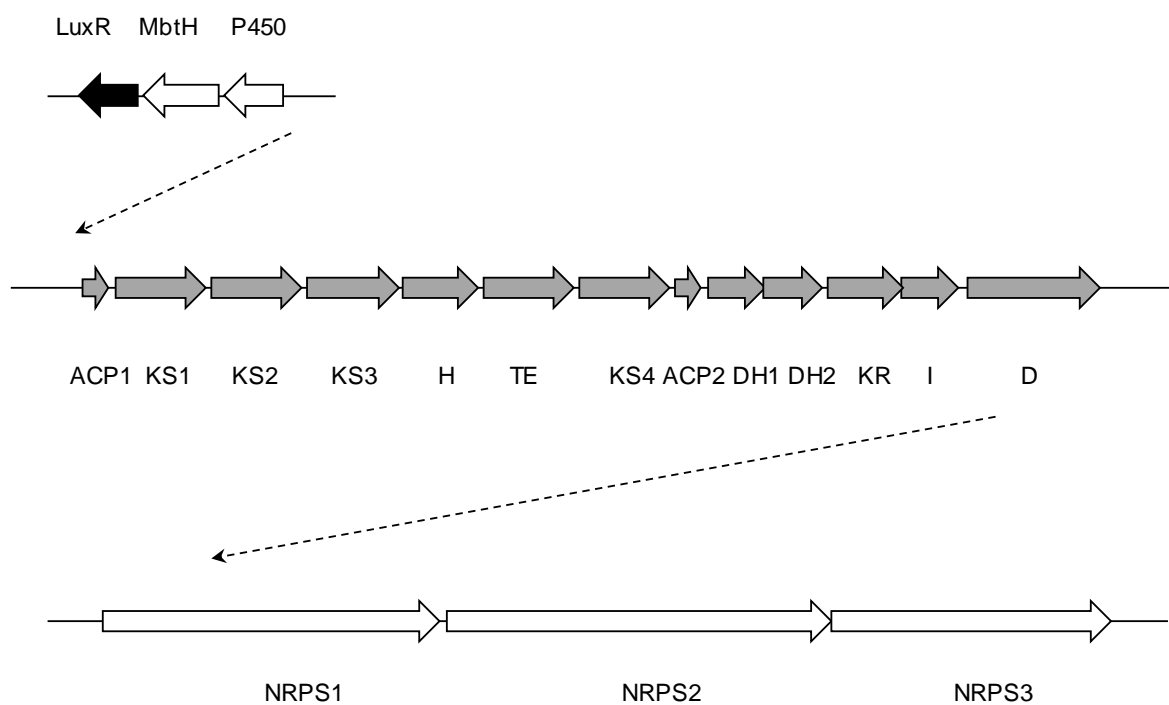 LuxR MbtH P450
ACP1 KS1 KS2 KS3 H TE KS4 ACP2 DH1 DH2 KR I D
NRPS1 NRPS2 NRPS3